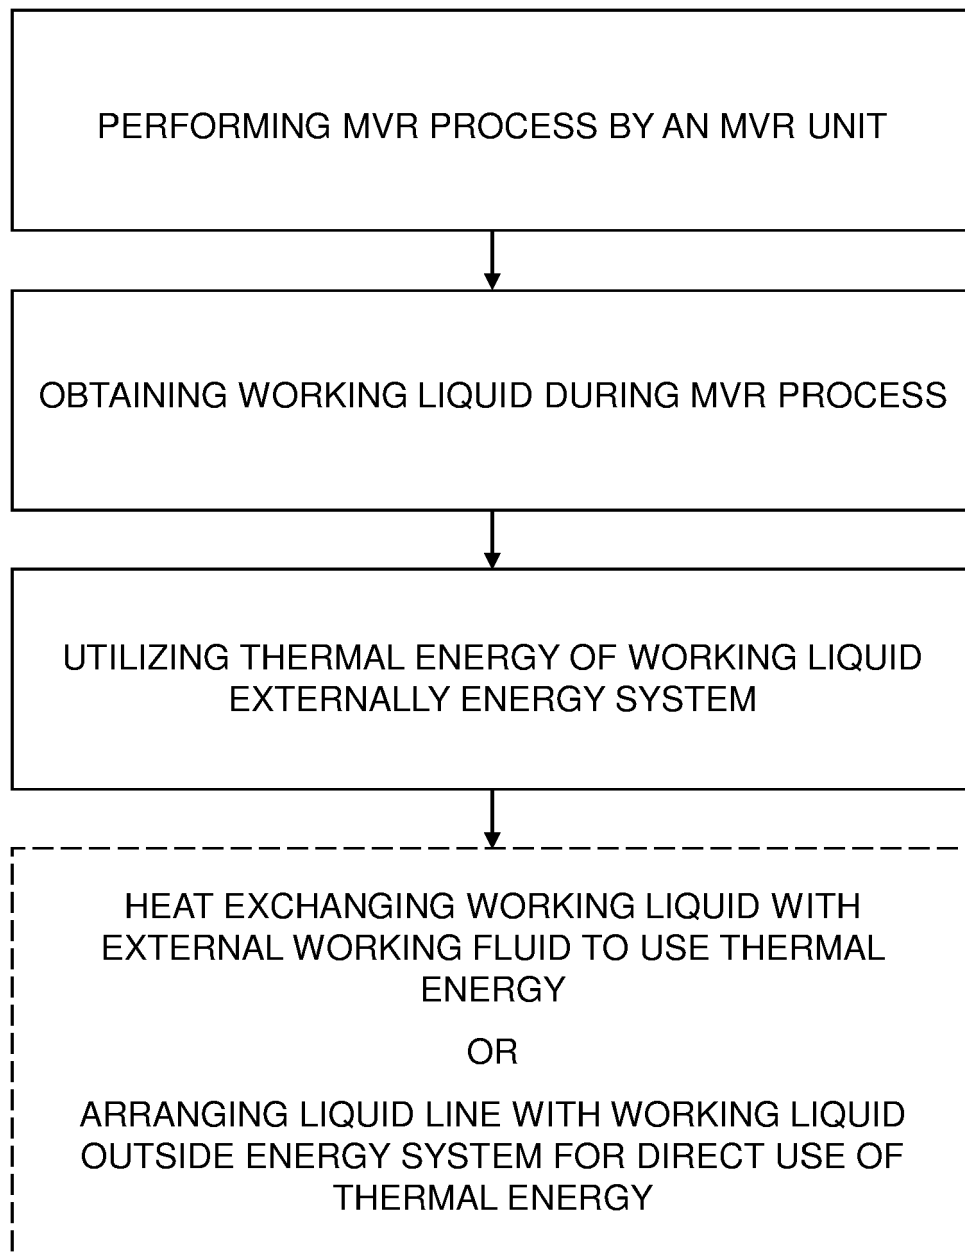 PERFORMING MVR PROCESS BY AN MVR UNIT
OBTAINING WORKING LIQUID DURING MVR PROCESS
UTILIZING THERMAL ENERGY OF WORKING LIQUID
EXTERNALLY ENERGY SYSTEM
HEAT EXCHANGING WORKING LIQUID WITH
EXTERNAL WORKING FLUID TO USE THERMAL
ENERGY
OR
ARRANGING LIQUID LINE WITH WORKING LIQUID
OUTSIDE ENERGY SYSTEM FOR DIRECT USE OF
THERMAL ENERGY